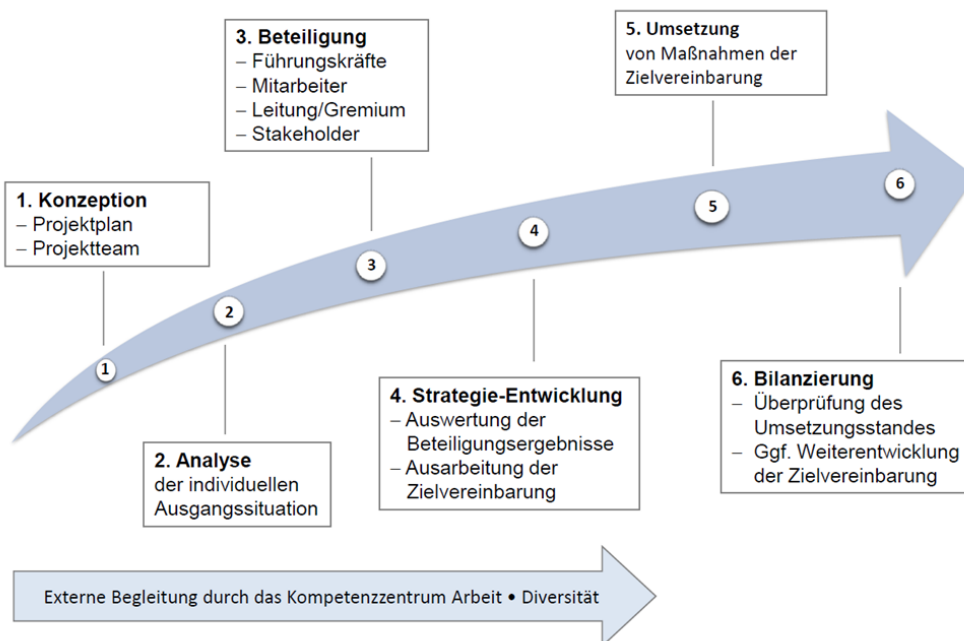 1. Konzeption
– Projektplan
– Projektteam
2. Analyse
der individuellen
Ausgangssituation
3. Beteiligung
– Führungskräfte
– Mitarbeiter
– Leitung/Gremium
– Stakeholder
4. Strategie-Entwicklung
– Auswertung der
Beteiligungsergebnisse
– Ausarbeitung der
Zielvereinbarung
5. Umsetzung
von Maßnahmen der
Zielvereinbarung
6. Bilanzierung
– Überprüfung des
Umsetzungsstandes
– Ggf. Weiterentwicklung
der Zielvereinbarung
1
2
3
4
5
6
Externe Begleitung durch das Kompetenzzentrum Arbeit • Diversität